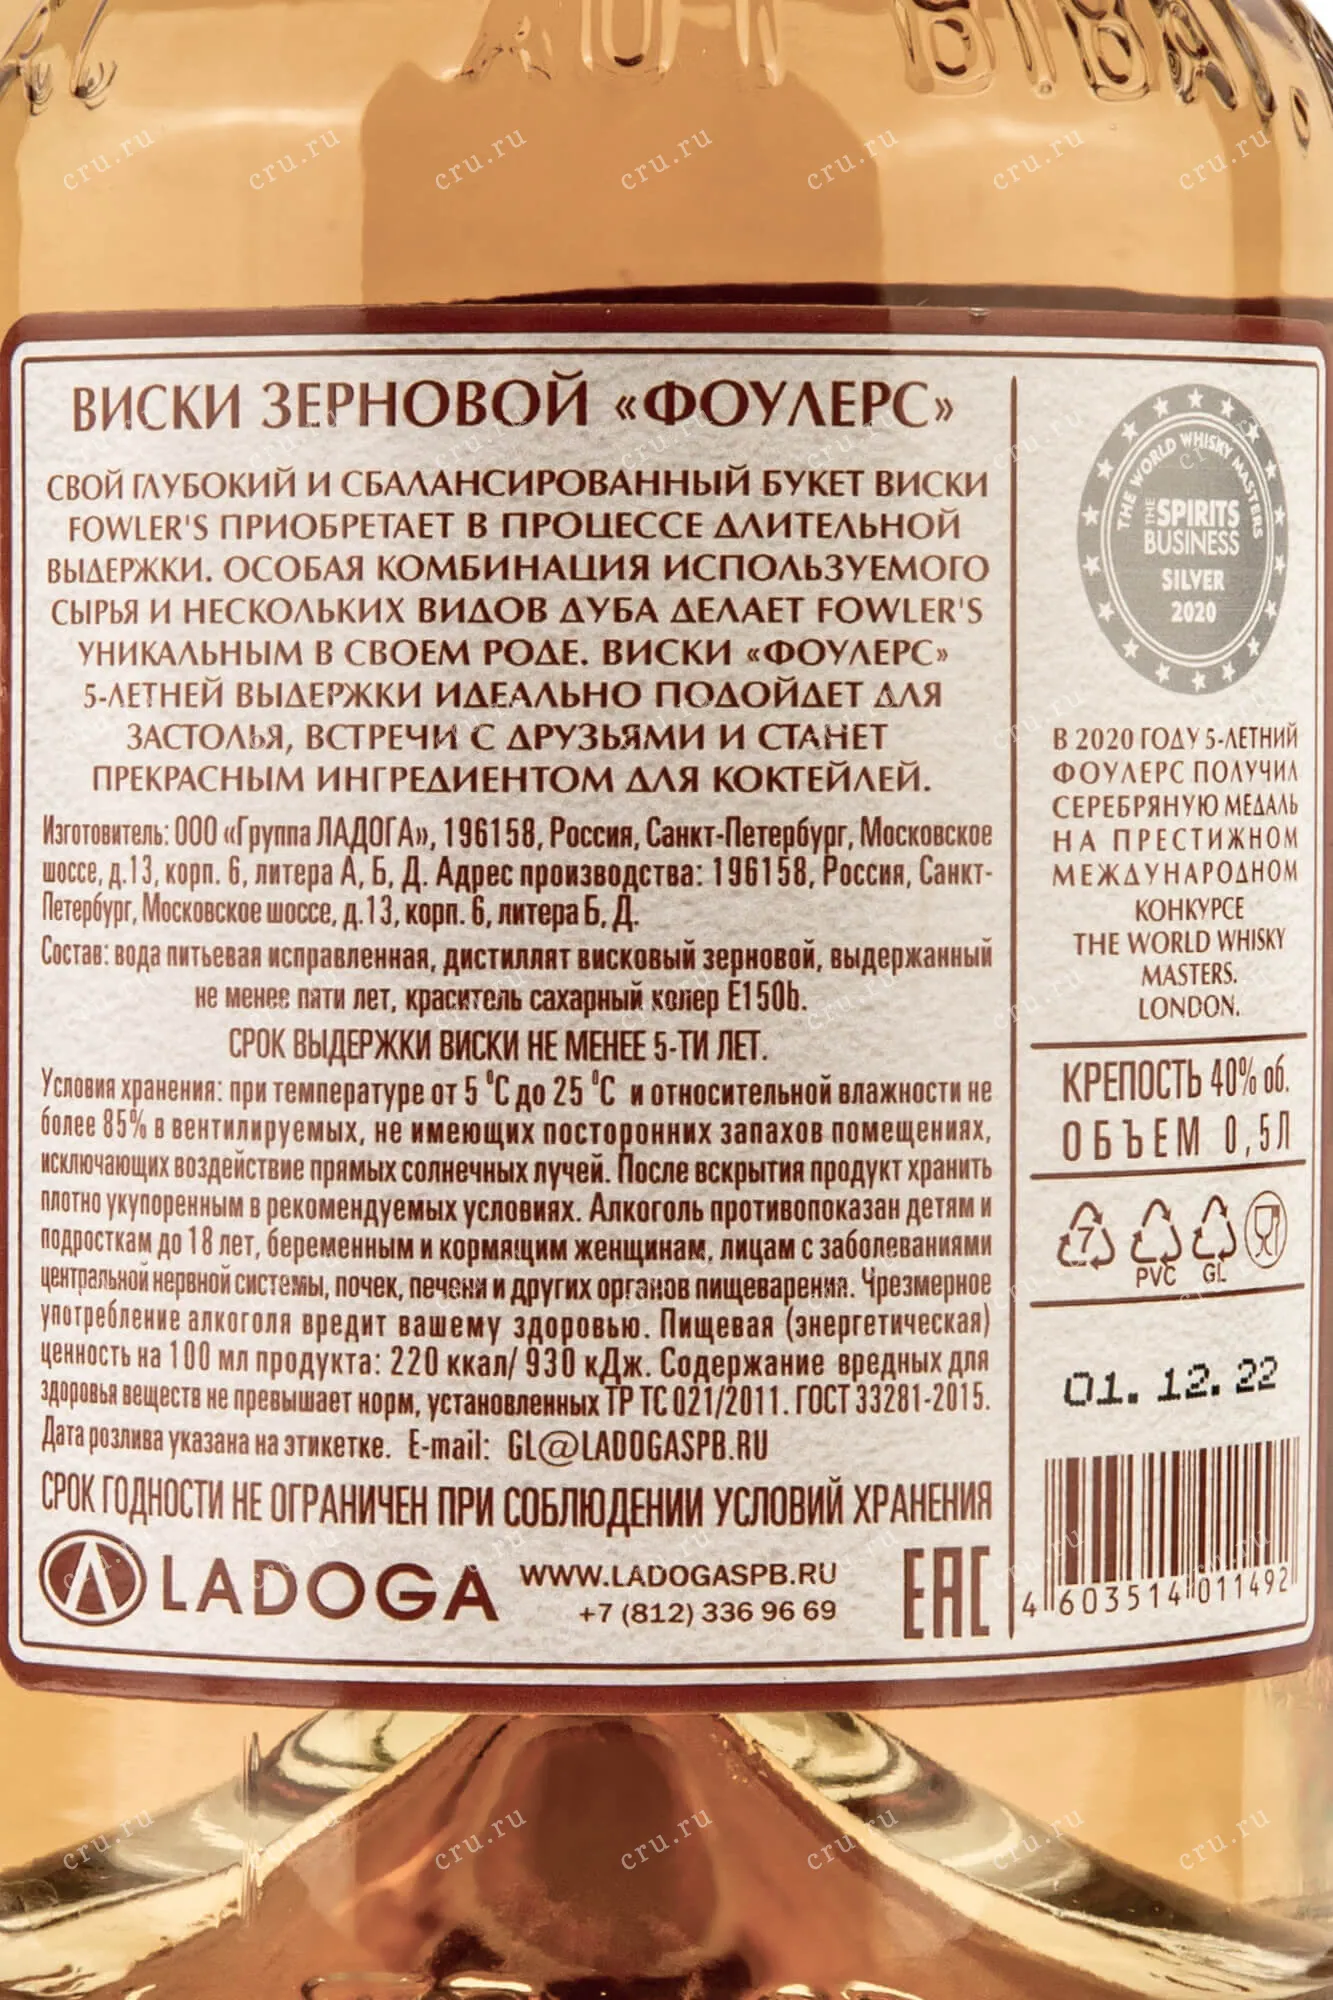 ВИСКИ ЗЕРНОВОЙ «ФОУЛЕРС»
СВОЙ ГЛУБОКИЙ И СБАЛАНСИРОВАННЫЙ БУКЕТ ВИСКИ
FOWLER'S ПРИОБРЕТАЕТ В ПРОЦЕССЕ ДЛИТЕЛЬНОЙ
ВЫДЕРЖКИ. ОСОБАЯ КОМБИНАЦИЯ ИСПОЛЬЗУЕМОГО
СЫРЬЯ И НЕСКОЛЬКИХ ВИДОВ ДУБА ДЕЛАЕТ FOWLER'S
УНИКАЛЬНЫМ В СВОЕМ РОДЕ. ВИСКИ «ФОУЛЕРС»
5-ЛЕТНЕЙ ВЫДЕРЖКИ ИДЕАЛЬНО ПОДОЙДЕТ ДЛЯ
ЗАСТОЛЬЯ, ВСТРЕЧИ С ДРУЗЬЯМИ И СТАНЕТ
ПРЕКРАСНЫМ ИНГРЕДИЕНТОМ ДЛЯ КОКТЕЙЛЕЙ.
Изготовитель: ООО «Группа ЛАДОГА», 196158, Россия, Санкт-Петербург, Московское
шоссе, д.13, корп. 6, литера А, Б, Д. Адрес производства: 196158, Россия, Санкт-
Петербург, Московское шоссе, д.13, корп. 6, литера Б, Д.
Состав: вода питьевая исправленная, дистиллят висковый зерновой, выдержанный
не менее пяти лет, краситель сахарный колер E150b.
СРОК ВЫДЕРЖКИ ВИСКИ НЕ МЕНЕЕ 5-ТИ ЛЕТ.
Условия хранения: при температуре от 5 °С до 25 °С и относительной влажности не
более 85% в вентилируемых, не имеющих посторонних запахов помещениях,
исключающих воздействие прямых солнечных лучей. После вскрытия продукт хранить
плотно укупоренным в рекомендуемых условиях. Алкоголь противопоказан детям и
подросткам до 18 лет, беременным и кормящим женщинам, лицам с заболеваниями
центральной нервной системы, почек, печени и других органов пищеварения. Чрезмерное
употребление алкоголя вредит вашему здоровью. Пищевая (энергетическая)
ценность на 100 мл продукта: 220 ккал/ 930 кДж. Содержание вредных для
здоровья веществ не превышает норм, установленных ТР ТС 021/2011. ГОСТ 33281-2015.
Дата розлива указана на этикетке. E-mail: GL@LADOGASPB.RU
СРОК ГОДНОСТИ НЕ ОГРАНИЧЕН ПРИ СОБЛЮДЕНИИ УСЛОВИЙ ХРАНЕНИЯ
LADOGA
WWW.LADOGASPB.RU
+7 (812) 336 96 69
EAC
THE WORLD WHISKY MASTERS
THE SPIRITS
BUSINESS
SILVER
2020
В 2020 ГОДУ 5-ЛЕТНИЙ
ФОУЛЕРС ПОЛУЧИЛ
СЕРЕБРЯНУЮ МЕДАЛЬ
НА ПРЕСТИЖНОМ
МЕЖДУНАРОДНОМ
КОНКУРСЕ
THE WORLD WHISKY
MASTERS.
LONDON.
КРЕПОСТЬ 40% об.
ОБЪЕМ 0,5Л
7
PVC GL
01. 12. 22
4 603514 011492
cru.ru